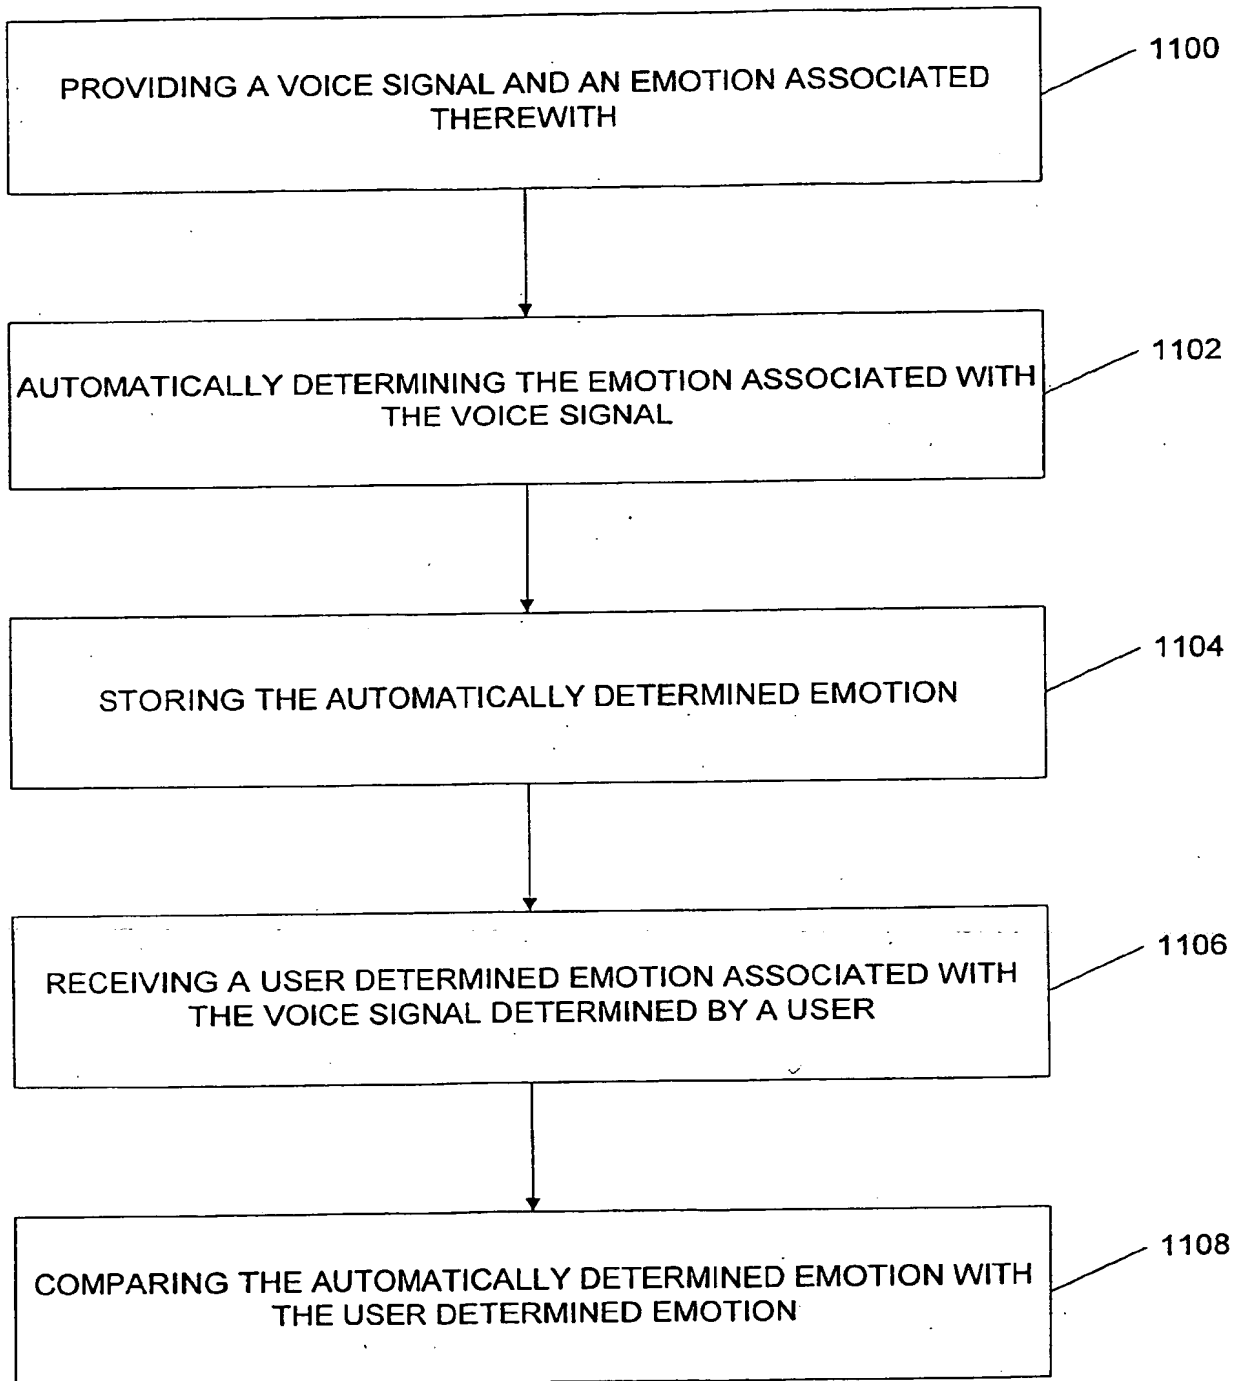 1100
PROVIDING A VOICE SIGNAL AND AN EMOTION ASSOCIATED
THEREWITH
1102
AUTOMATICALLY DETERMINING THE EMOTION ASSOCIATED WITH
THE VOICE SIGNAL
1104
STORING THE AUTOMATICALLY DETERMINED EMOTION
1106
RECEIVING A USER DETERMINED EMOTION ASSOCIATED WITH
THE VOICE SIGNAL DETERMINED BY A USER
1108
COMPARING THE AUTOMATICALLY DETERMINED EMOTION WITH
THE USER DETERMINED EMOTION